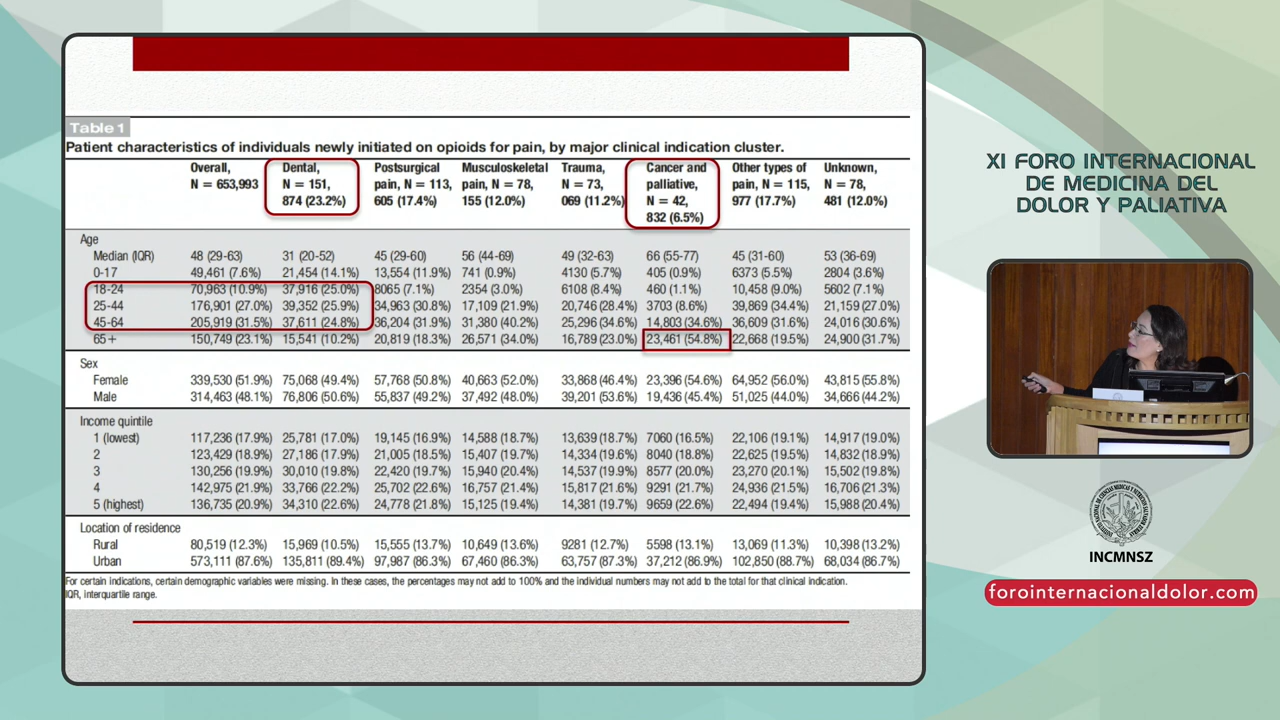 Table 1
Patient characteristics of individuals newly initiated on opioids for pain, by major clinical indication cluster.
Overall, N = 653,993 Dental, N = 151, 874 (23.2%) Postsurgical pain, N = 113, 605 (17.4%) Musculoskeletal pain, N = 78, 155 (12.0%) Trauma, N = 73, 069 (11.2%) Cancer and palliative, N = 42, 832 (6.5%) Other types of pain, N = 115, 977 (17.7%) Unknown, N = 78, 481 (12.0%)
Age
Median (IQR) 48 (29-63) 31 (20-52) 45 (29-60) 56 (44-69) 49 (32-63) 66 (55-77) 45 (31-60) 53 (36-69)
0-17 49,461 (7.6%) 21,454 (14.1%) 13,554 (11.9%) 741 (0.9%) 4130 (5.7%) 405 (0.9%) 6373 (5.5%) 2804 (3.6%)
18-24 70,963 (10.9%) 37,916 (25.0%) 8065 (7.1%) 2354 (3.0%) 6108 (8.4%) 460 (1.1%) 10,458 (9.0%) 5602 (7.1%)
25-44 176,901 (27.0%) 39,352 (25.9%) 34,963 (30.8%) 17,109 (21.9%) 20,746 (28.4%) 3703 (8.6%) 39,869 (34.4%) 21,159 (27.0%)
45-64 205,919 (31.5%) 37,611 (24.8%) 36,204 (31.9%) 31,380 (40.2%) 25,296 (34.6%) 14,803 (34.6%) 36,609 (31.6%) 24,016 (30.6%)
65+ 150,749 (23.1%) 15,541 (10.2%) 20,819 (18.3%) 26,571 (34.0%) 16,789 (23.0%) 23,461 (54.8%) 22,668 (19.5%) 24,900 (31.7%)
Sex
Female 339,530 (51.9%) 75,068 (49.4%) 57,768 (50.8%) 40,663 (52.0%) 33,868 (46.4%) 23,396 (54.6%) 64,952 (56.0%) 43,815 (55.8%)
Male 314,463 (48.1%) 76,806 (50.6%) 55,837 (49.2%) 37,492 (48.0%) 39,201 (53.6%) 19,436 (45.4%) 51,025 (44.0%) 34,666 (44.2%)
Income quintile
1 (lowest) 117,236 (17.9%) 25,781 (17.0%) 19,145 (16.9%) 14,588 (18.7%) 13,639 (18.7%) 7060 (16.5%) 22,106 (19.1%) 14,917 (19.0%)
2 123,429 (18.9%) 27,186 (17.9%) 21,005 (18.5%) 15,407 (19.7%) 14,334 (19.6%) 8040 (18.8%) 22,625 (19.5%) 14,832 (18.9%)
3 130,256 (19.9%) 30,010 (19.8%) 22,420 (19.7%) 15,940 (20.4%) 14,537 (19.9%) 8577 (20.0%) 23,270 (20.1%) 15,502 (19.8%)
4 142,975 (21.9%) 33,766 (22.2%) 25,702 (22.6%) 16,757 (21.4%) 15,817 (21.6%) 9291 (21.7%) 24,936 (21.5%) 16,706 (21.3%)
5 (highest) 136,735 (20.9%) 34,310 (22.6%) 24,778 (21.8%) 15,125 (19.4%) 14,381 (19.7%) 9659 (22.6%) 22,494 (19.4%) 15,988 (20.4%)
Location of residence
Rural 80,519 (12.3%) 15,969 (10.5%) 15,555 (13.7%) 10,649 (13.6%) 9281 (12.7%) 5598 (13.1%) 13,069 (11.3%) 10,398 (13.2%)
Urban 573,111 (87.6%) 135,811 (89.4%) 97,987 (86.3%) 67,460 (86.3%) 63,757 (87.3%) 37,212 (86.9%) 102,850 (88.7%) 68,034 (86.7%)
For certain indications, certain demographic variables were missing. In these cases, the percentages may not add to 100% and the individual numbers may not add to the total for that clinical indication.
IQR, interquartile range.
XI FORO INTERNACIONAL
DE MEDICINA DEL
DOLOR Y PALIATIVA
INCMNSZ
forointernacionaldolor.com